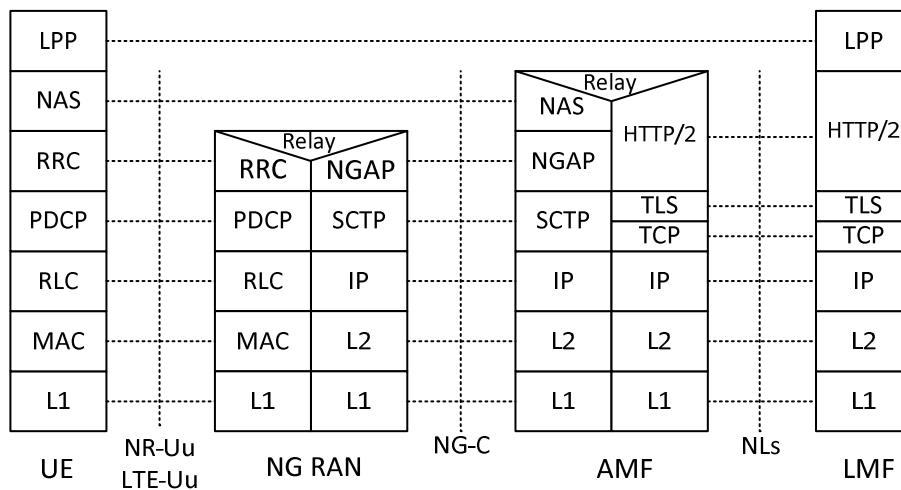 LPP LPP
NAS Relay NAS HTTP/2 HTTP/2
RRC Relay RRC NGAP NGAP
PDCP PDCP SCTP SCTP TLS TCP TLS TCP
RLC RLC IP IP IP IP
MAC MAC L2 L2 L2 L2
L1 L1 L1 L1 L1 L1
NR-Uu NG-C NLs
LTE-Uu
UE NG RAN AMF LMF